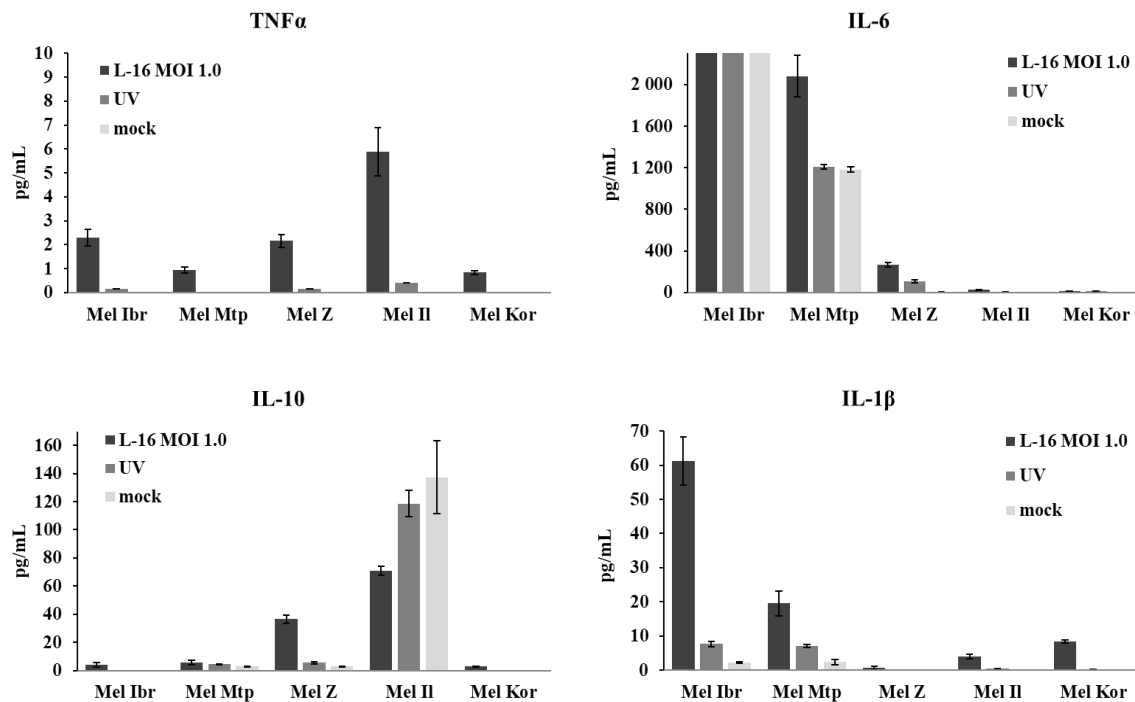 TNFα
10
9
8
7
6
5
4
3
2
1
0
pg/mL
L-16 MOI 1.0
UV
mock
Mel Ibr Mel Mtp Mel Z Mel Il Mel Kor
IL-6
2 000
1 600
1 200
800
400
0
pg/mL
L-16 MOI 1.0
UV
mock
Mel Ibr Mel Mtp Mel Z Mel Il Mel Kor
IL-10
160
140
120
100
80
60
40
20
0
pg/mL
L-16 MOI 1.0
UV
mock
Mel Ibr Mel Mtp Mel Z Mel Il Mel Kor
IL-1β
70
60
50
40
30
20
10
0
pg/mL
L-16 MOI 1.0
UV
mock
Mel Ibr Mel Mtp Mel Z Mel Il Mel Kor